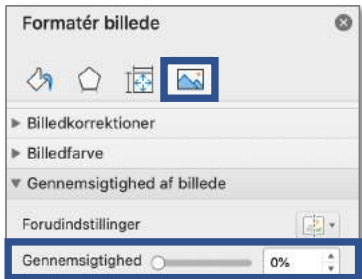 Formatér billede
Billedkorrektioner
Billedfarve
Gennemsigtighed af billede
Forudindstillinger
Gennemsigtighed 0%